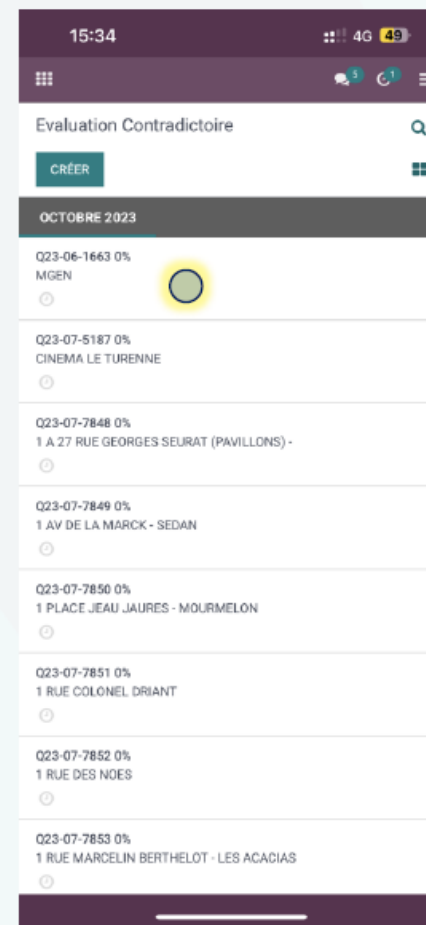 15:34
4G 49
5 1
Evaluation Contradictoire
CRÉER
OCTOBRE 2023
Q23-06-1663 0%
MGEN
Q23-07-5187 0%
CINEMA LE TURENNE
Q23-07-7848 0%
1 A 27 RUE GEORGES SEURAT (PAVILLONS) -
Q23-07-7849 0%
1 AV DE LA MARCK - SEDAN
Q23-07-7850 0%
1 PLACE JEAU JAURES - MOURMELON
Q23-07-7851 0%
1 RUE COLONEL DRIANT
Q23-07-7852 0%
1 RUE DES NOES
Q23-07-7853 0%
1 RUE MARCELIN BERTHELOT - LES ACACIAS